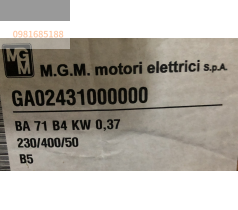 0981685188
MGM
M.G.M. motori elettrici s.p.A.
GA02431000000
BA 71 B4 KW 0,37
230/400/50
B5